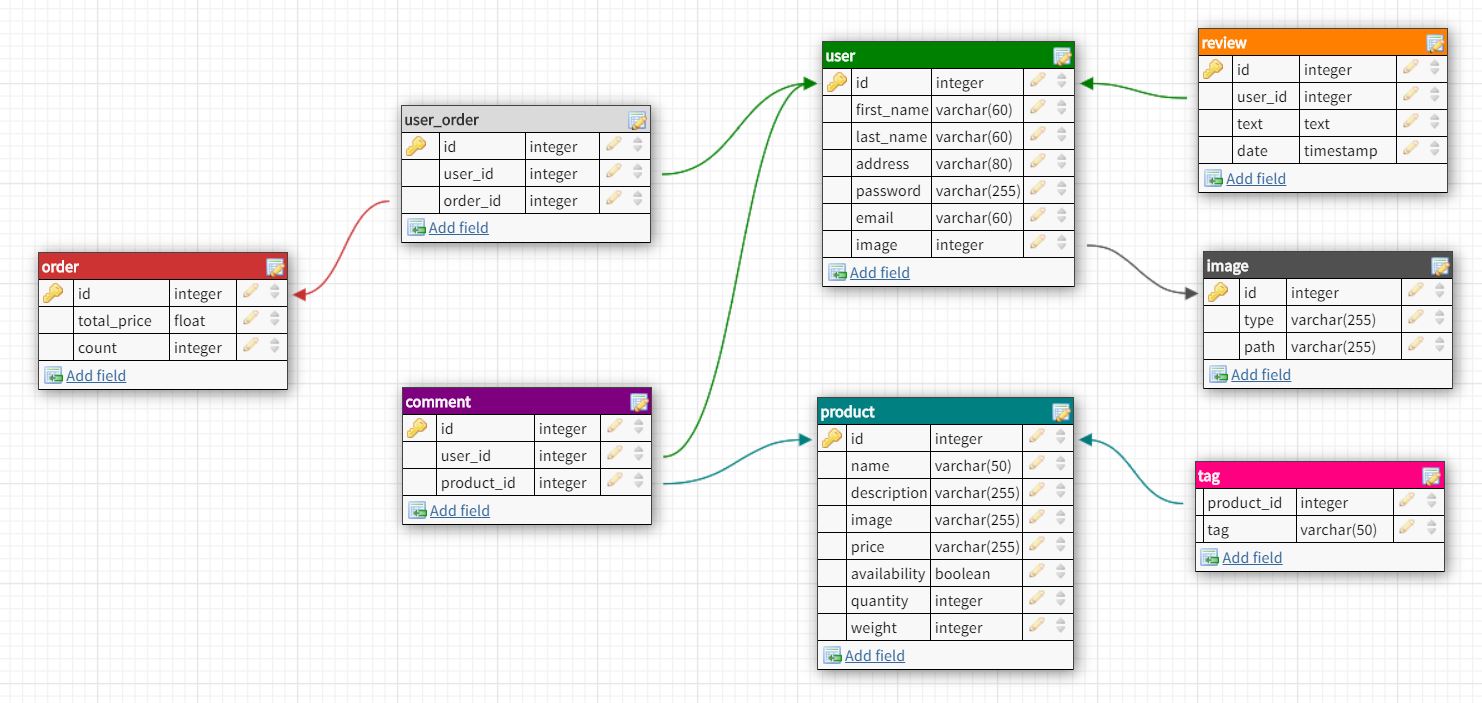 user_order
id integer
user_id integer
order_id integer
Add field
order
id integer
total_price float
count integer
Add field
comment
id integer
user_id integer
product_id integer
Add field
user
id integer
first_name varchar(60)
last_name varchar(60)
address varchar(80)
password varchar(255)
email varchar(60)
image integer
Add field
product
id integer
name varchar(50)
description varchar(255)
image varchar(255)
price varchar(255)
availability boolean
quantity integer
weight integer
Add field
review
id integer
user_id integer
text text
date timestamp
Add field
image
id integer
type varchar(255)
path varchar(255)
Add field
tag
product_id integer
tag varchar(50)
Add field